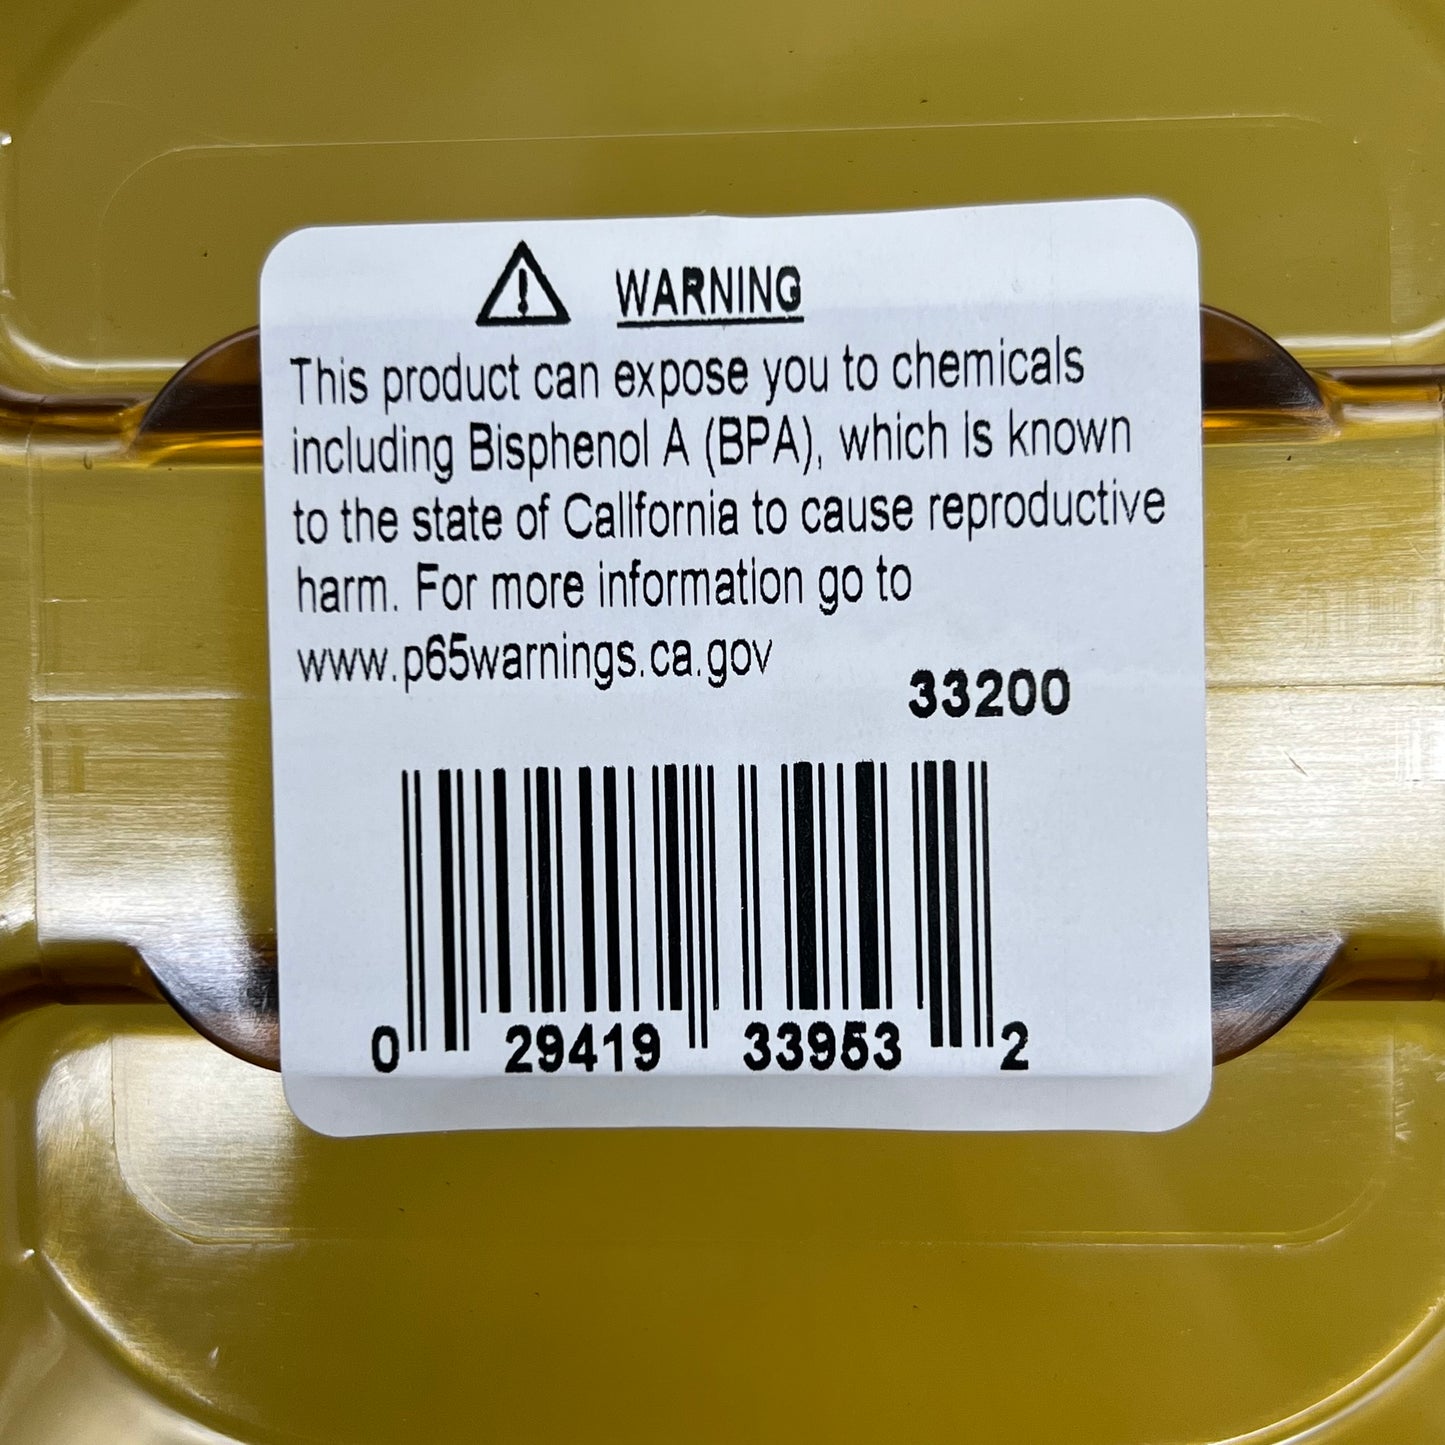 WARNING
This product can expose you to chemicals
including Bisphenol A (BPA), which is known
to the state of California to cause reproductive
harm. For more information go to
www.p65warnings.ca.gov
33200
0 29419 33953 2